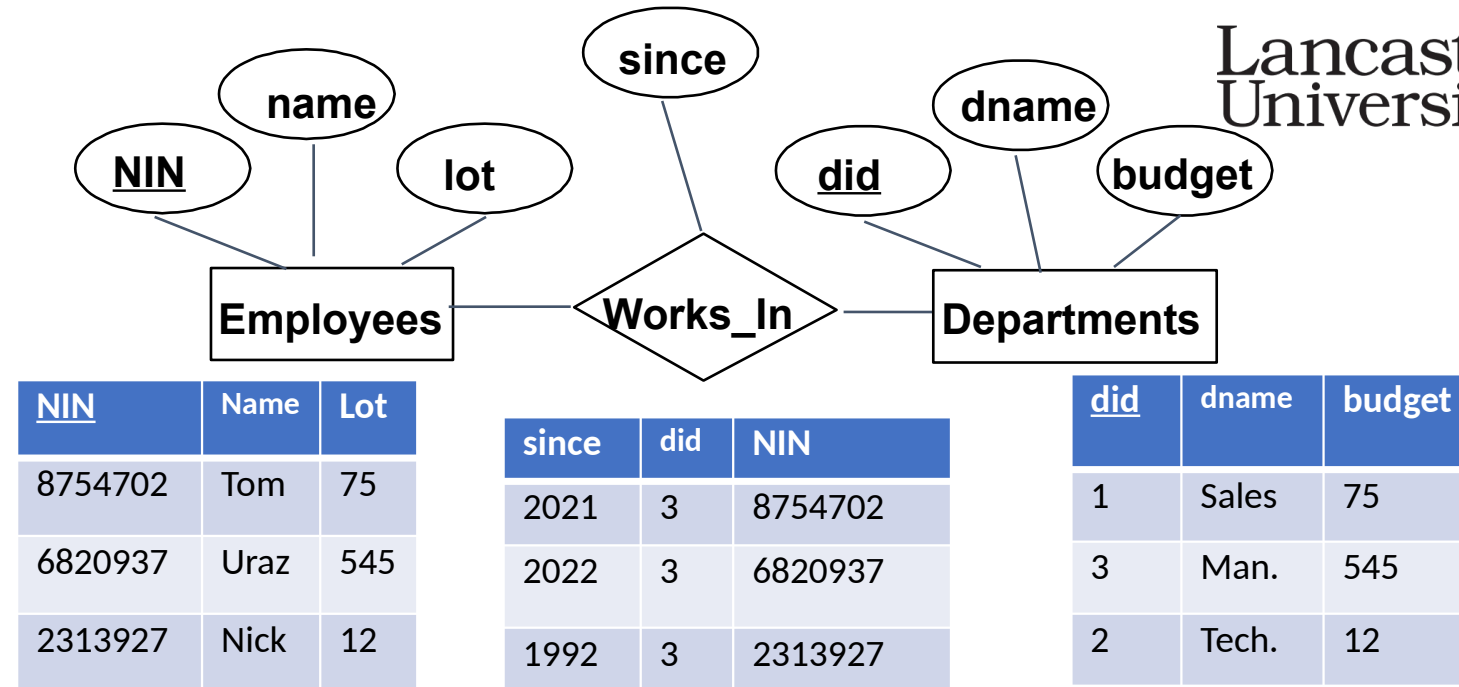 since
name
dname
Lancast
Universi
NIN
lot
did
budget
Employees
Works_In
Departments
NIN Name Lot
8754702 Tom 75
6820937 Uraz 545
2313927 Nick 12
since did NIN
2021 3 8754702
2022 3 6820937
1992 3 2313927
did dname budget
1 Sales 75
3 Man. 545
2 Tech. 12